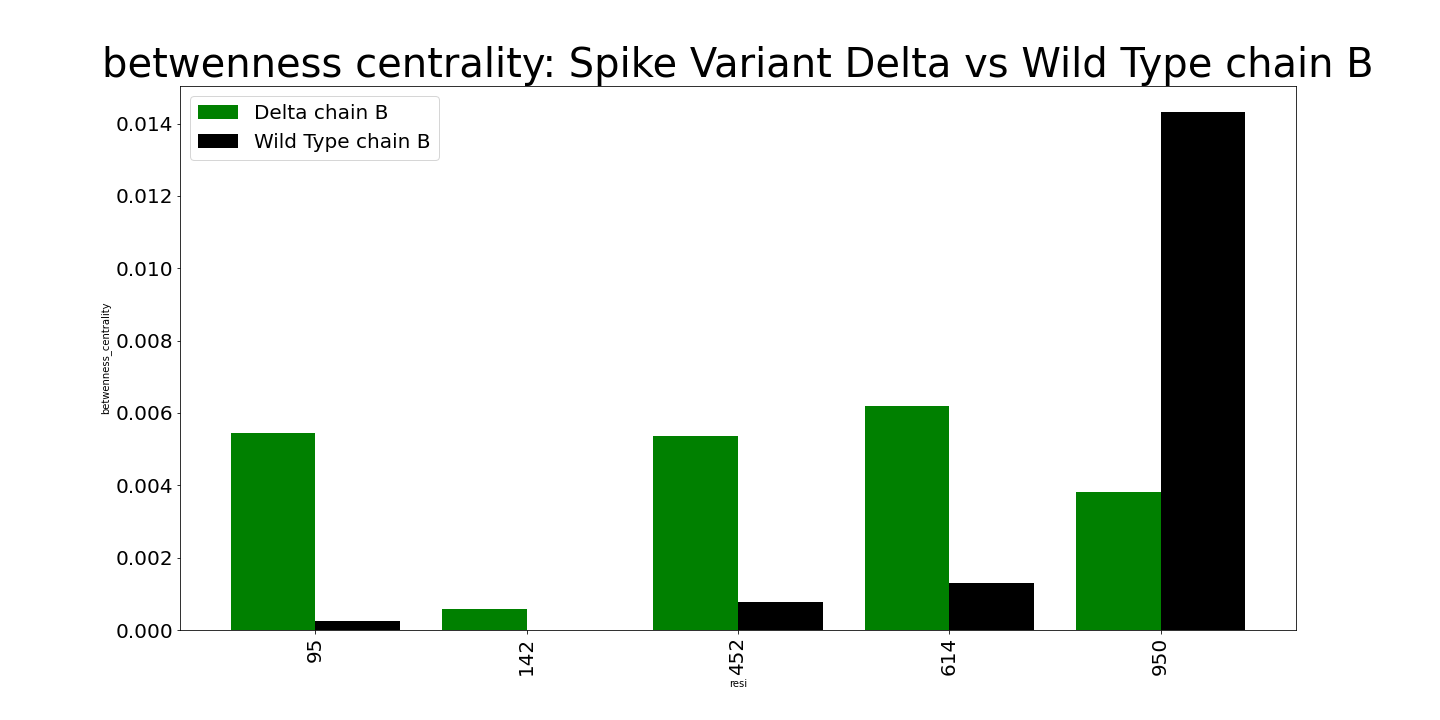 betwenness centrality: Spike Variant Delta vs Wild Type chain B
Delta chain B
Wild Type chain B
0.014
0.012
0.010
0.008
0.006
0.004
0.002
0.000
betwenness_centrality
95
142
452
614
950
resi